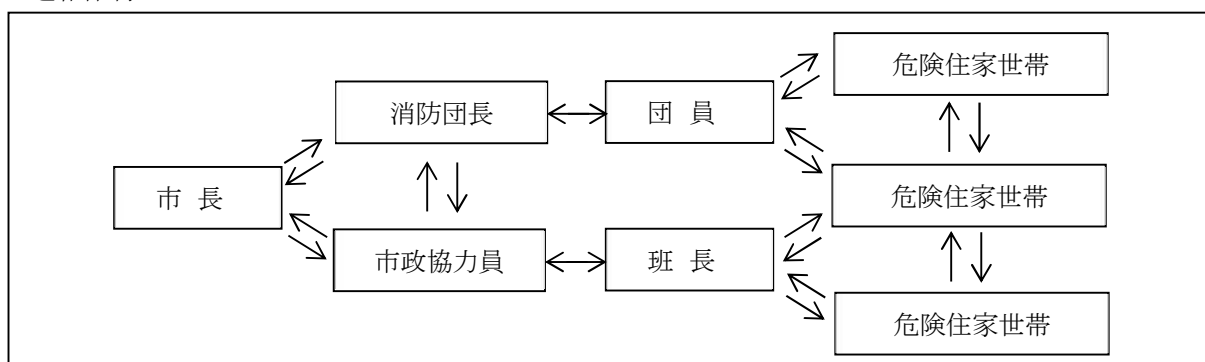 危険住家世帯
消防団長
団 員
市 長
危険住家世帯
市政協力員
班 長
危険住家世帯